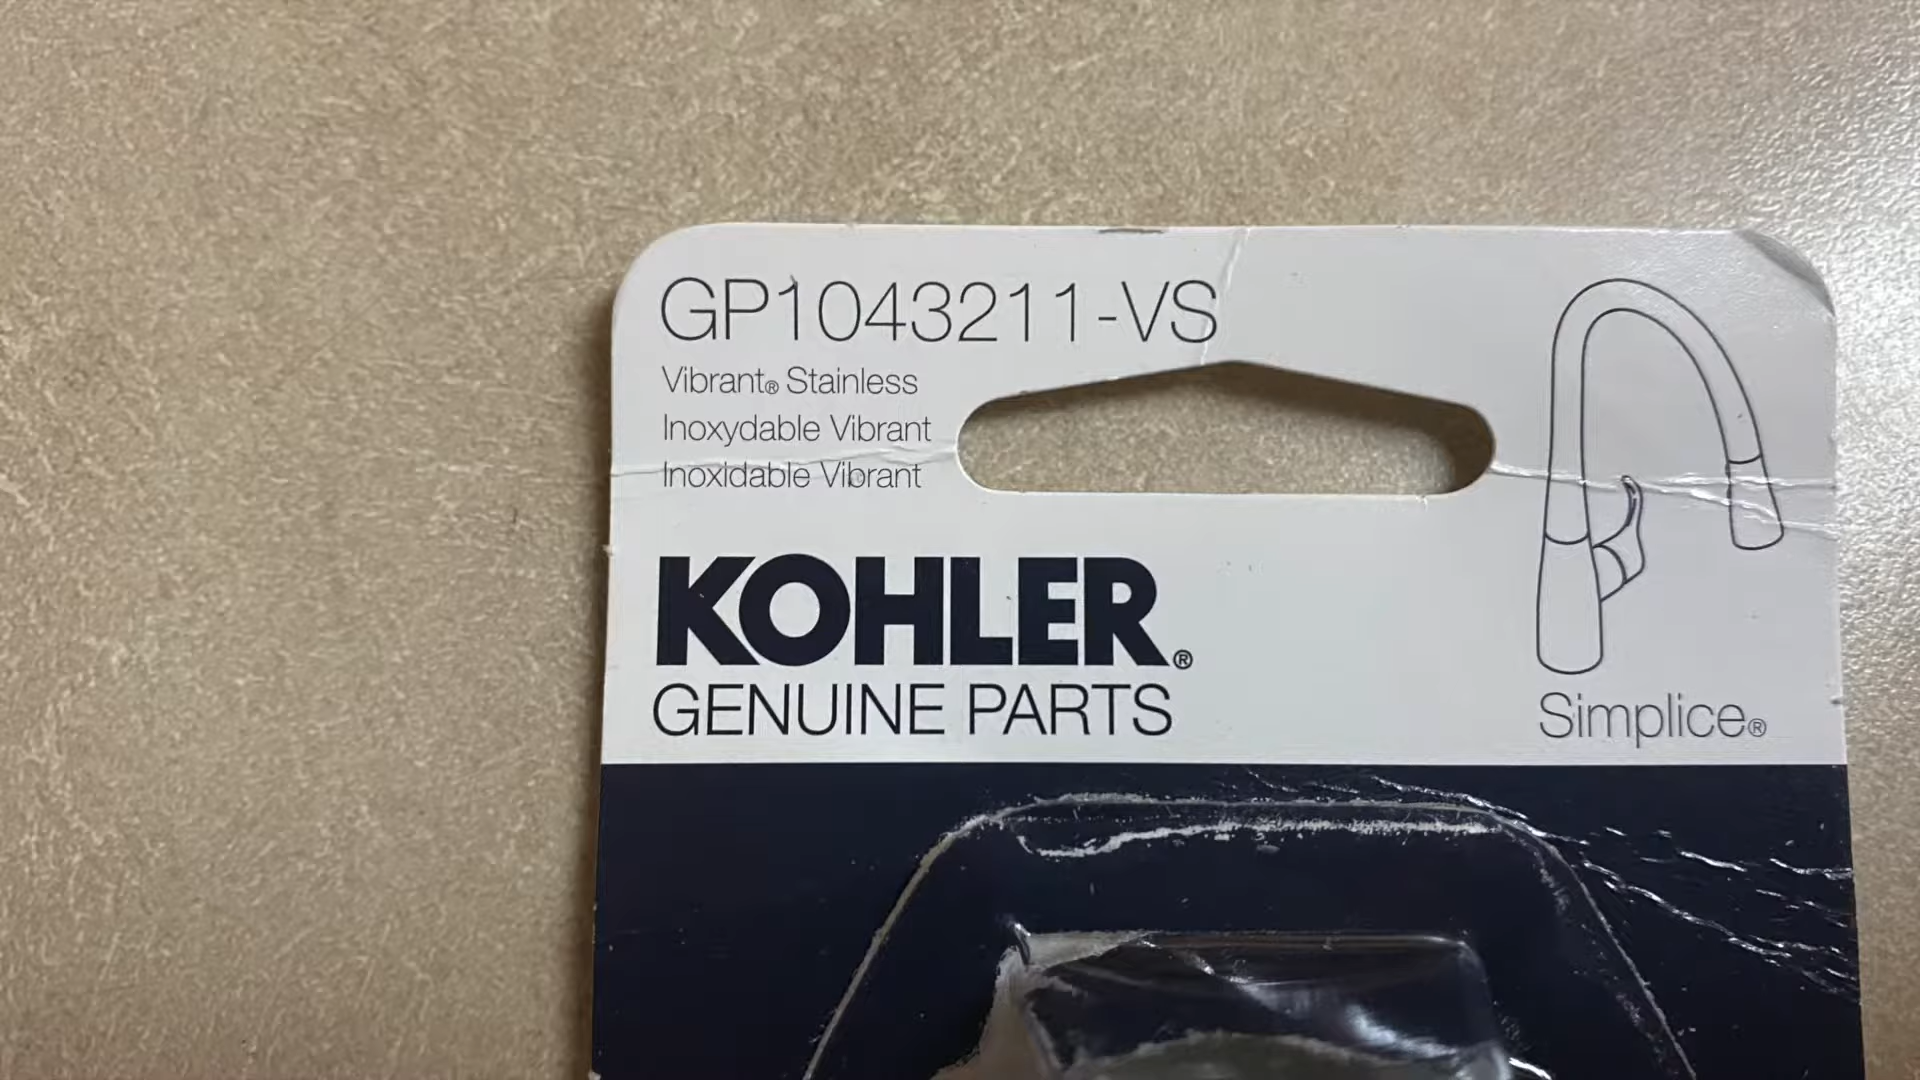 GP1043211-VS
Vibrant® Stainless
Inoxydable Vibrant
Inoxidable Vibrant
KOHLER®
GENUINE PARTS
Simplice®